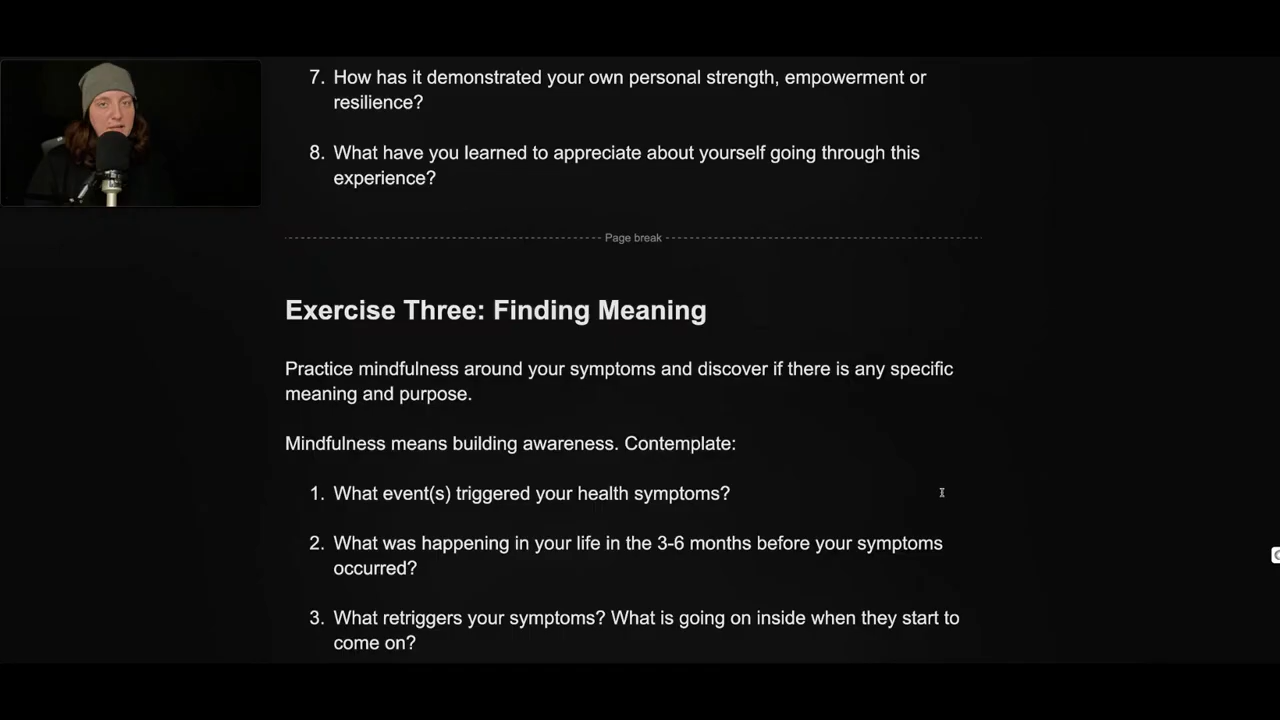 7. How has it demonstrated your own personal strength, empowerment or
resilience?
8. What have you learned to appreciate about yourself going through this
experience?
Page break
Exercise Three: Finding Meaning
Practice mindfulness around your symptoms and discover if there is any specific
meaning and purpose.
Mindfulness means building awareness. Contemplate:
1. What event(s) triggered your health symptoms?
2. What was happening in your life in the 3-6 months before your symptoms
occurred?
3. What retriggers your symptoms? What is going on inside when they start to
come on?